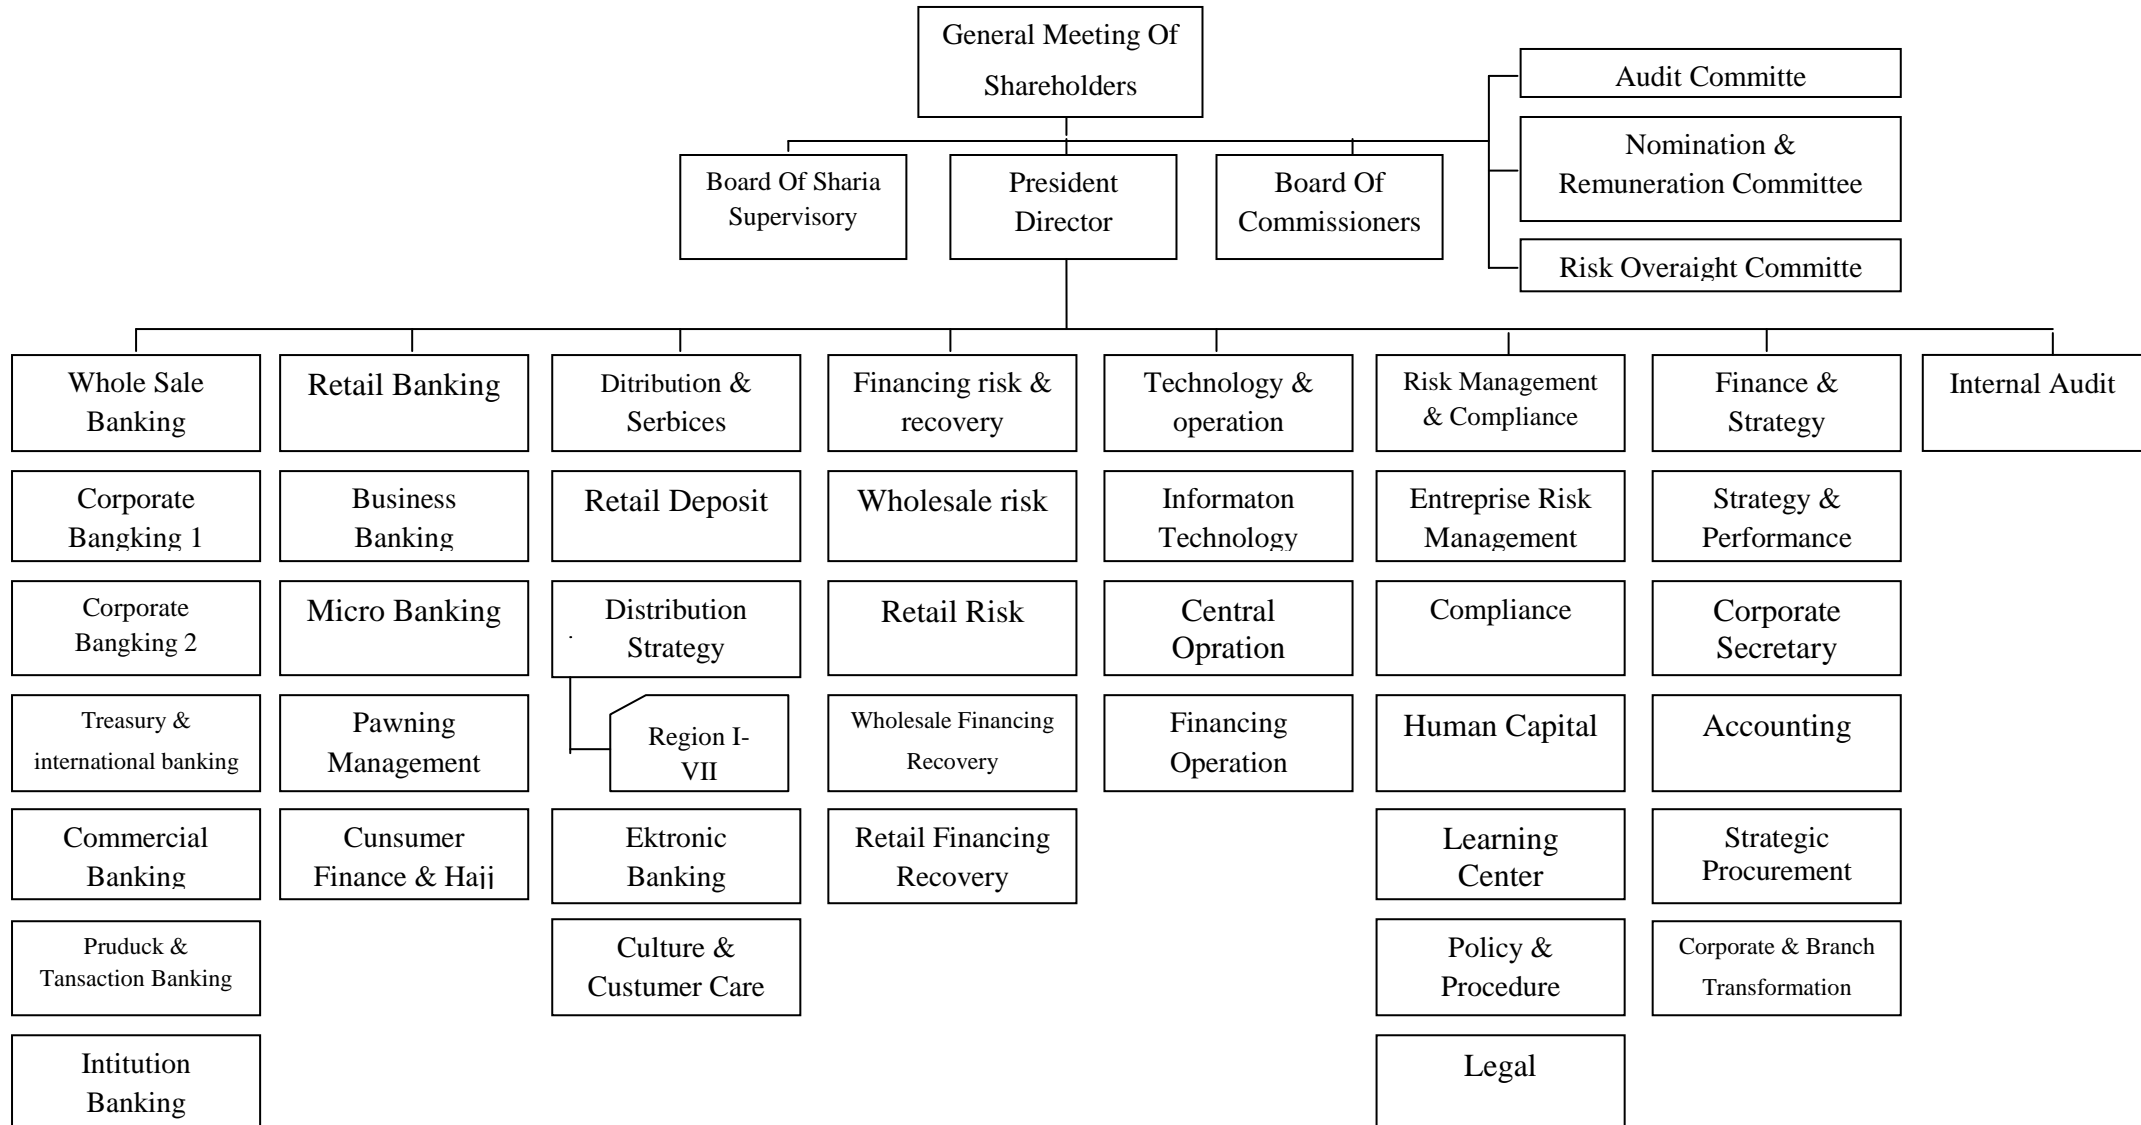 General Meeting Of
Shareholders
Audit Committe
Nomination &
Remuneration Committee
Risk Overaight Committe
Board Of Sharia
Supervisory
President
Director
Board Of
Commissioners
Whole Sale
Banking
Retail Banking
Ditribution &
Serbices
Financing risk &
recovery
Technology &
operation
Risk Management
& Compliance
Finance &
Strategy
Internal Audit
Corporate
Bangking 1
Business
Banking
Retail Deposit
Wholesale risk
Informaton
Technology
Entreprise Risk
Management
Strategy &
Performance
Corporate
Bangking 2
Micro Banking
Distribution
Strategy
Retail Risk
Central
Opration
Compliance
Corporate
Secretary
Treasury &
international banking
Pawning
Management
Region I-
VII
Wholesale Financing
Recovery
Financing
Operation
Human Capital
Accounting
Commercial
Banking
Cunsumer
Finance & Hajj
Ektronic
Banking
Retail Financing
Recovery
Learning
Center
Strategic
Procurement
Pruduck &
Tansaction Banking
Culture &
Custumer Care
Policy &
Procedure
Corporate & Branch
Transformation
Intitution
Banking
Legal